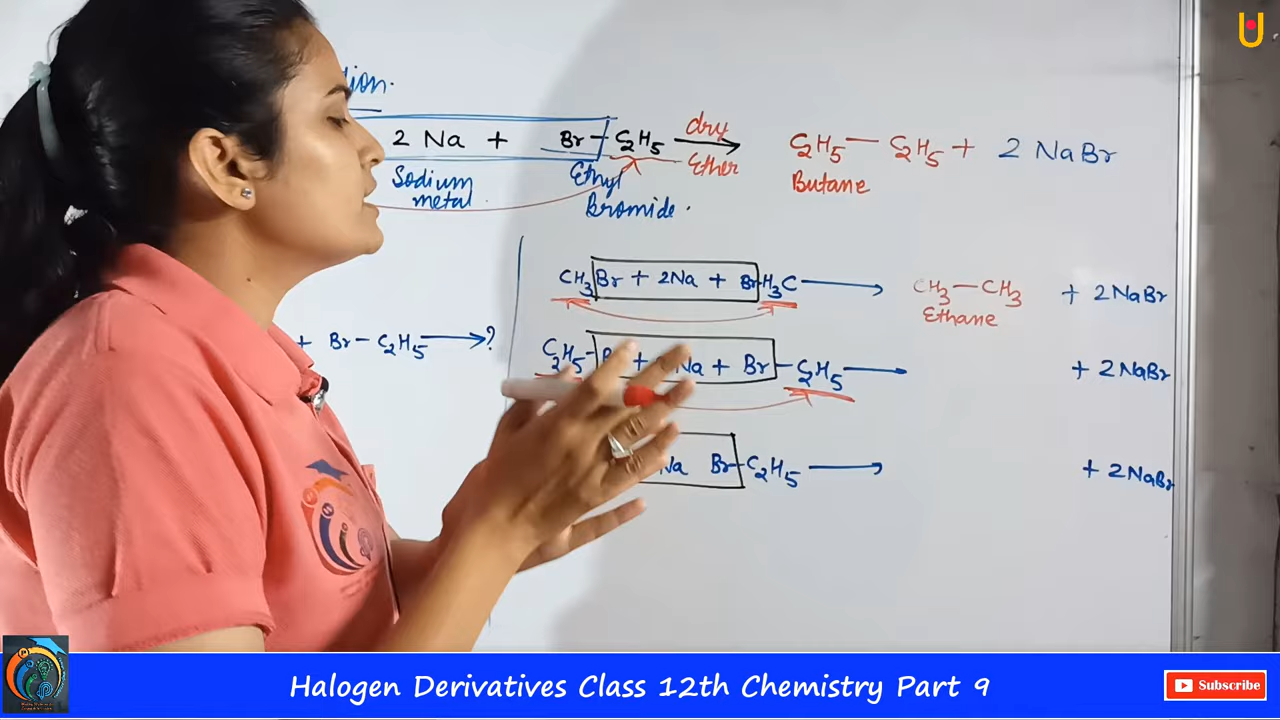 tion.
2 Na + Br - C2H5 dry Ether → C2H5 - C2H5 + 2 NaBr
Sodium metal
Ethyl bromide.
Butane
CH3 Br + 2Na + Br H3C → CH3 - CH3 + 2NaBr
Ethane
+ Br - C2H5 → ?
C2H5 - B + Na + Br - C2H5 → + 2NaBr
Na Br - C2H5 → + 2NaBr
Halogen Derivatives Class 12th Chemistry Part 9
Subscribe